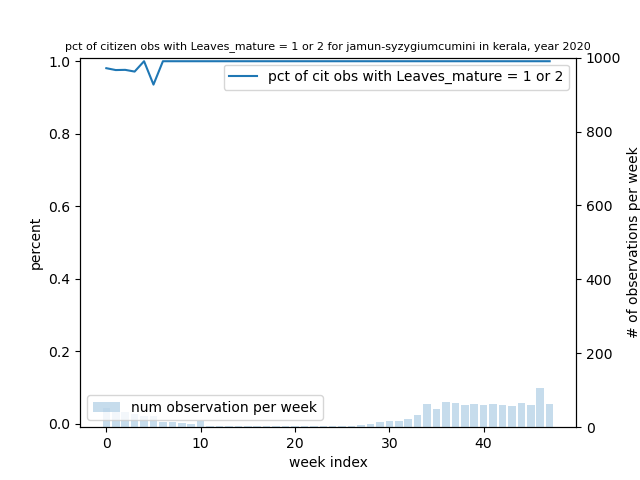 pct of citizen obs with Leaves_mature = 1 or 2 for jamun-syzygiumcumini in kerala, year 2020
pct of cit obs with Leaves_mature = 1 or 2
1.0
0.8
0.6
0.4
0.2
0.0
percent
1000
800
600
400
200
0
# of observations per week
num observation per week
0 10 20 30 40
week index